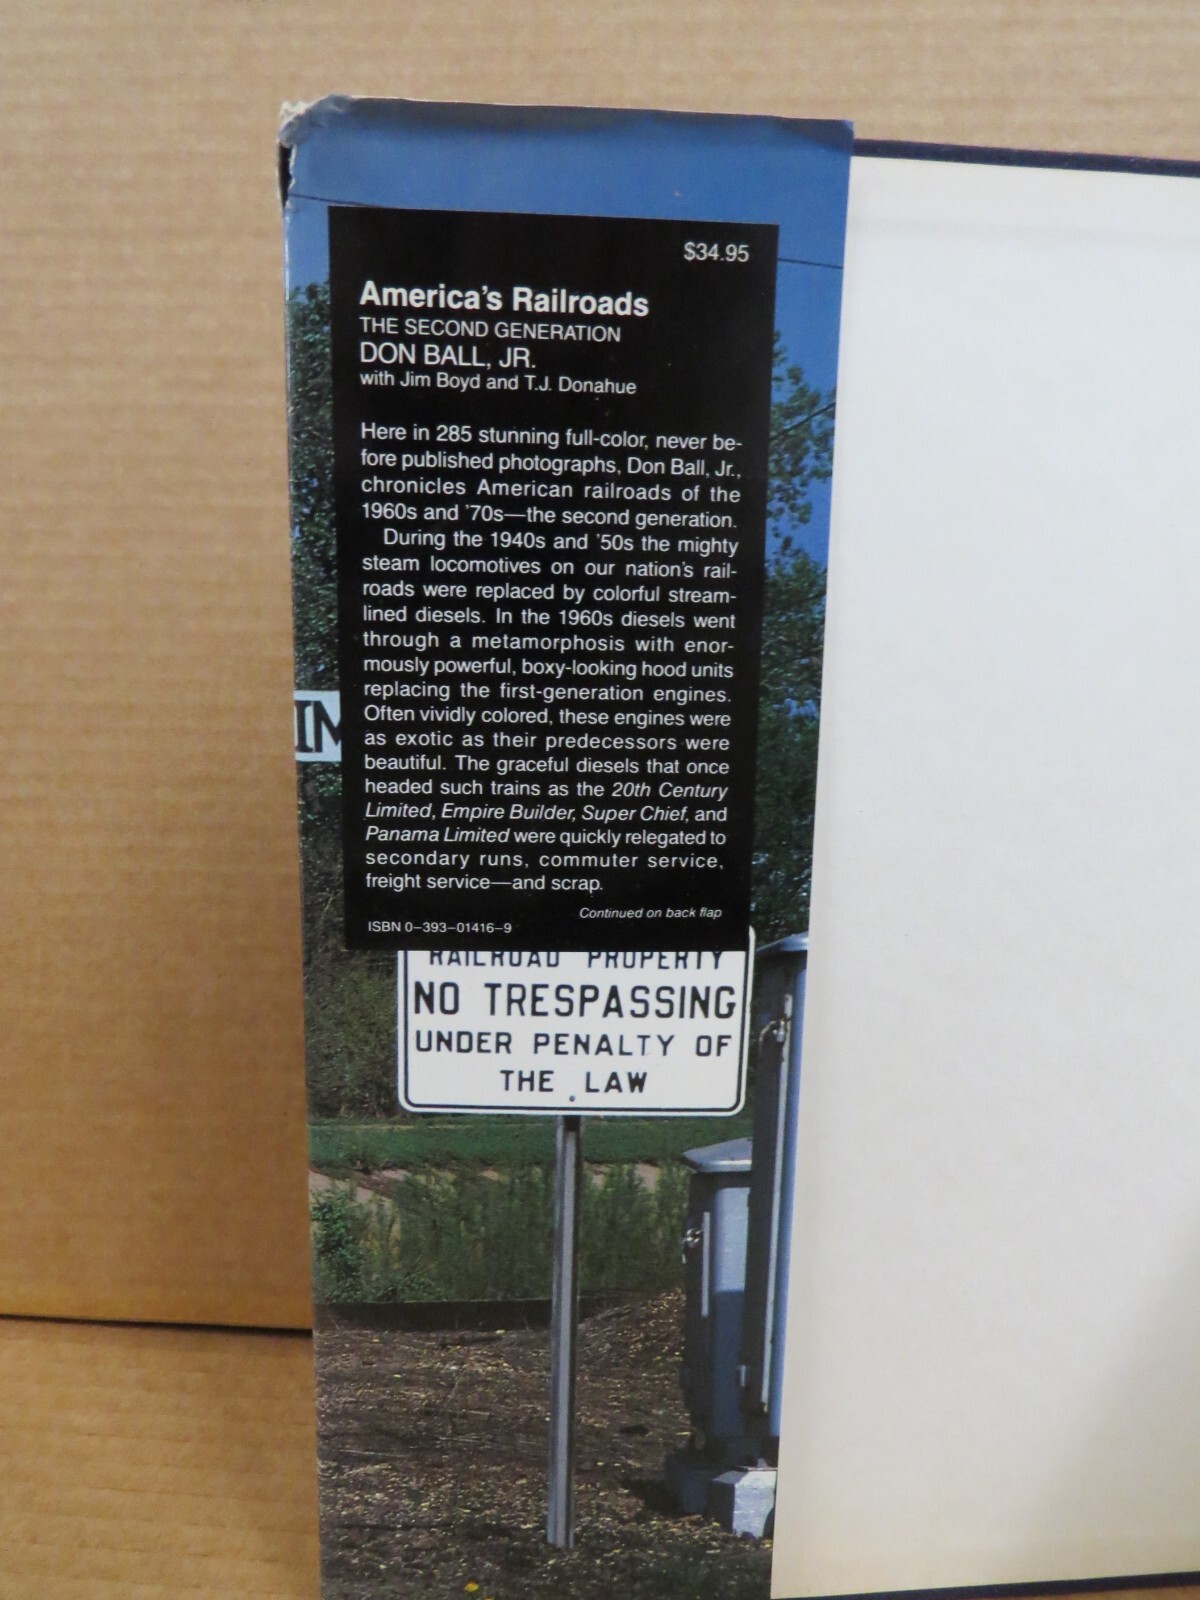 $34.95
America's Railroads
THE SECOND GENERATION
DON BALL, JR.
with Jim Boyd and T.J. Donahue
Here in 285 stunning full-color, never be-
fore published photographs, Don Ball, Jr.,
chronicles American railroads of the
1960s and '70s—the second generation.
During the 1940s and '50s the mighty
steam locomotives on our nation's rail-
roads were replaced by colorful stream-
lined diesels. In the 1960s diesels went
through a metamorphosis with enor-
mously powerful, boxy-looking hood units
replacing the first-generation engines.
Often vividly colored, these engines were
as exotic as their predecessors were
beautiful. The graceful diesels that once
headed such trains as the 20th Century
Limited, Empire Builder, Super Chief, and
Panama Limited were quickly relegated to
secondary runs, commuter service,
freight service—and scrap.
Continued on back flap
ISBN 0-393-01416-9
IM
RAILROAD PROPERTY
NO TRESPASSING
UNDER PENALTY OF
THE LAW